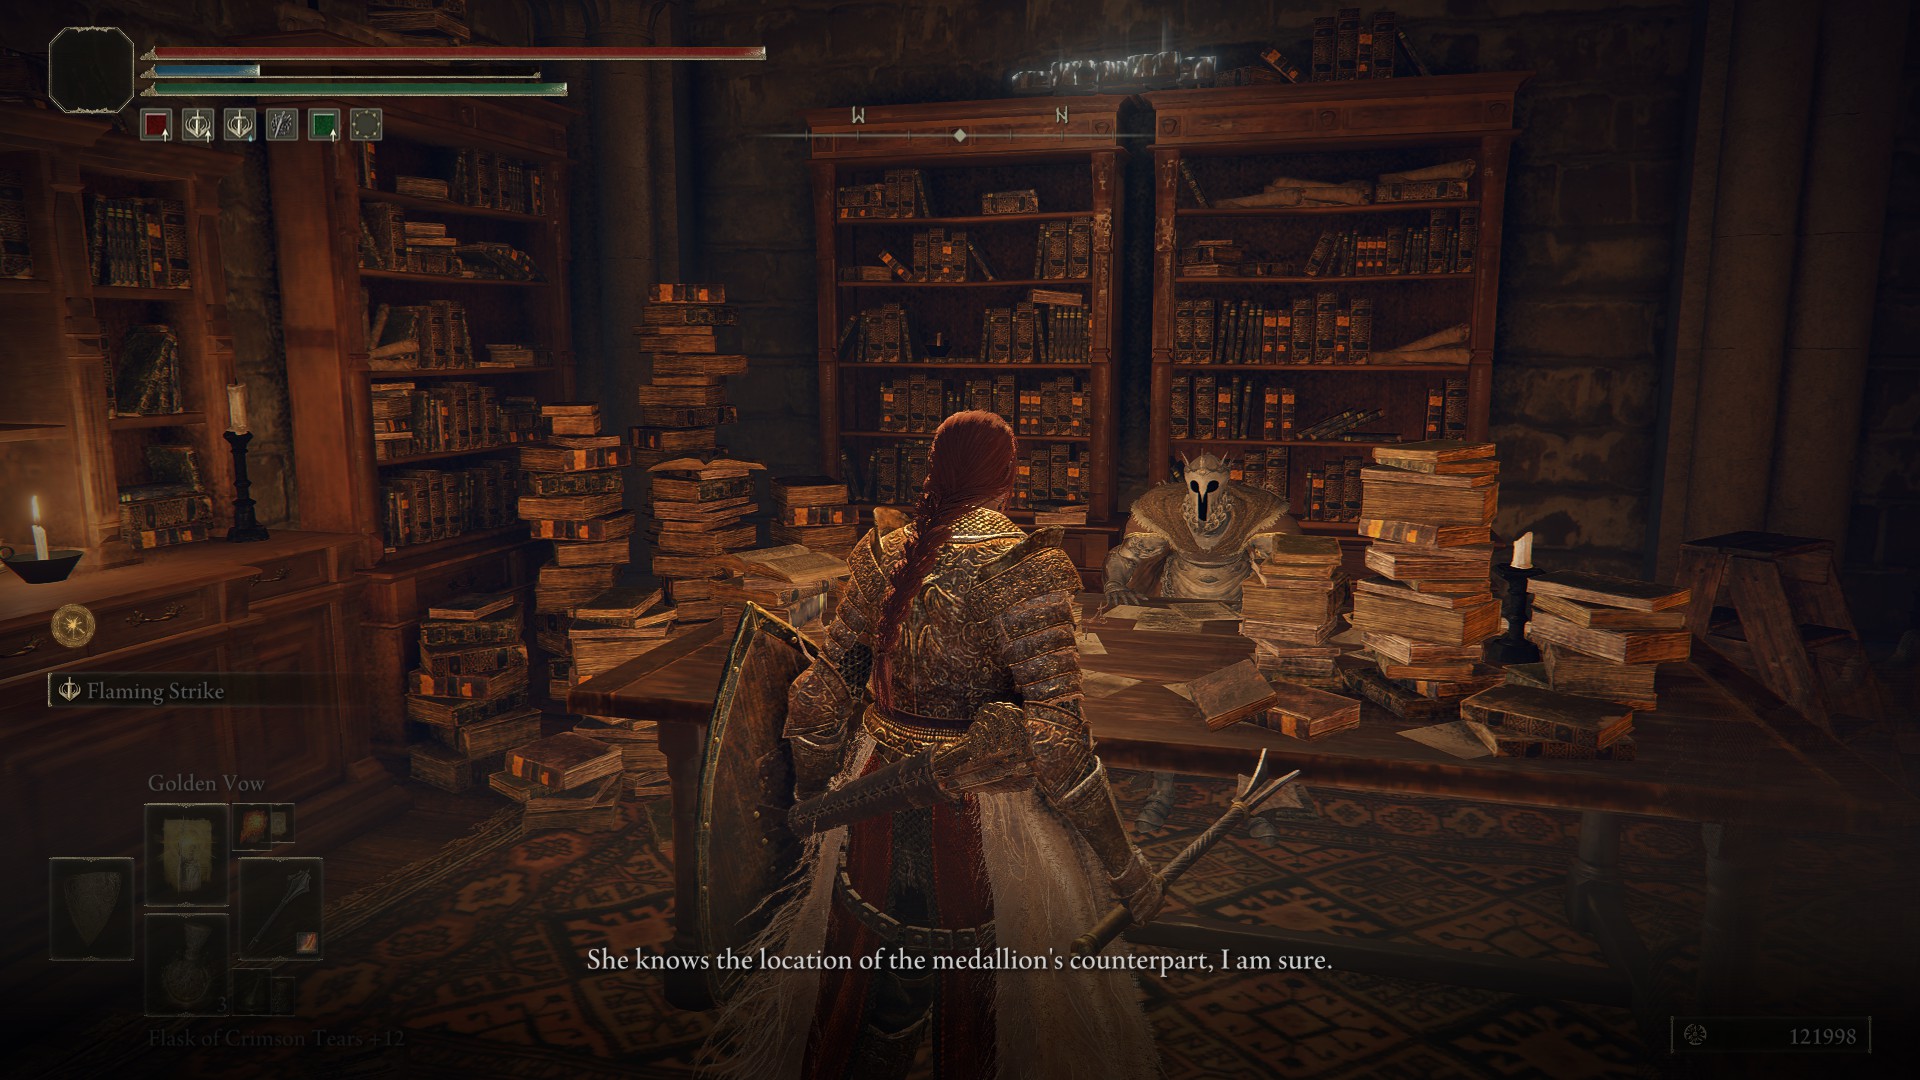 W N
Flaming Strike
Golden Vow
3
Flask of Crimson Tears +12
She knows the location of the medallion's counterpart, I am sure.
121998